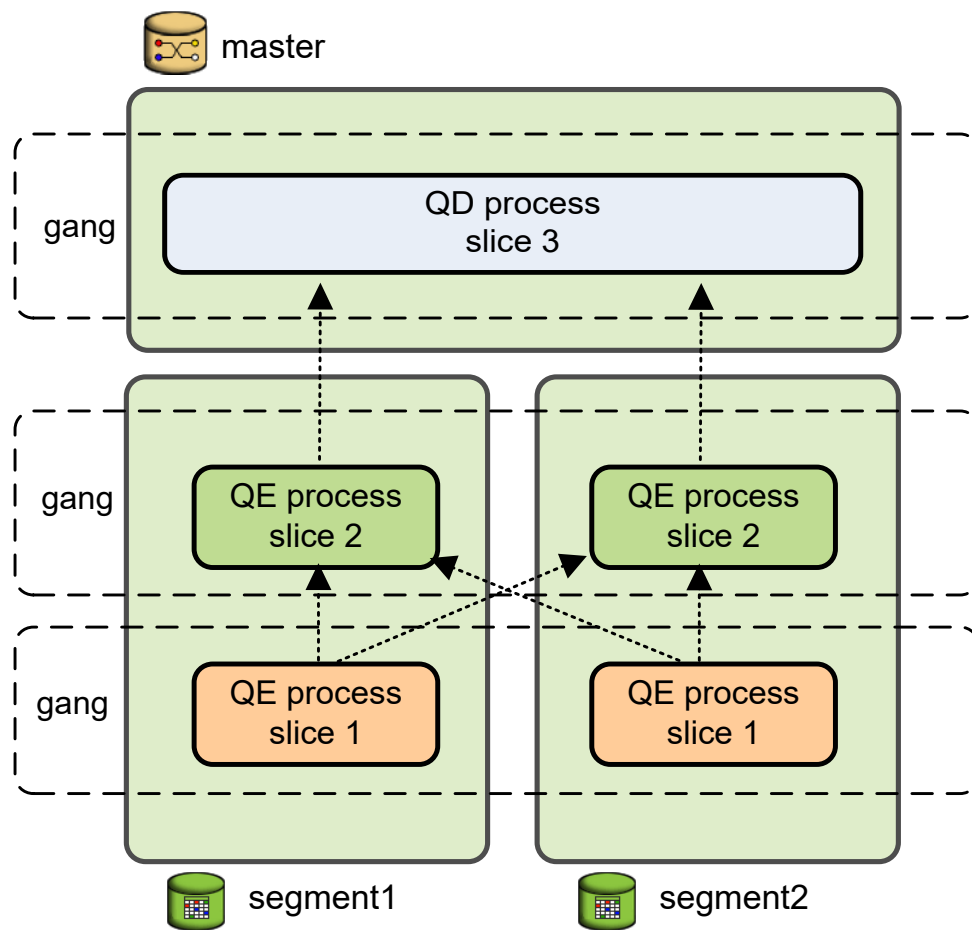 master
gang
QD process
slice 3
gang
QE process
slice 2
QE process
slice 2
gang
QE process
slice 1
QE process
slice 1
segment1
segment2